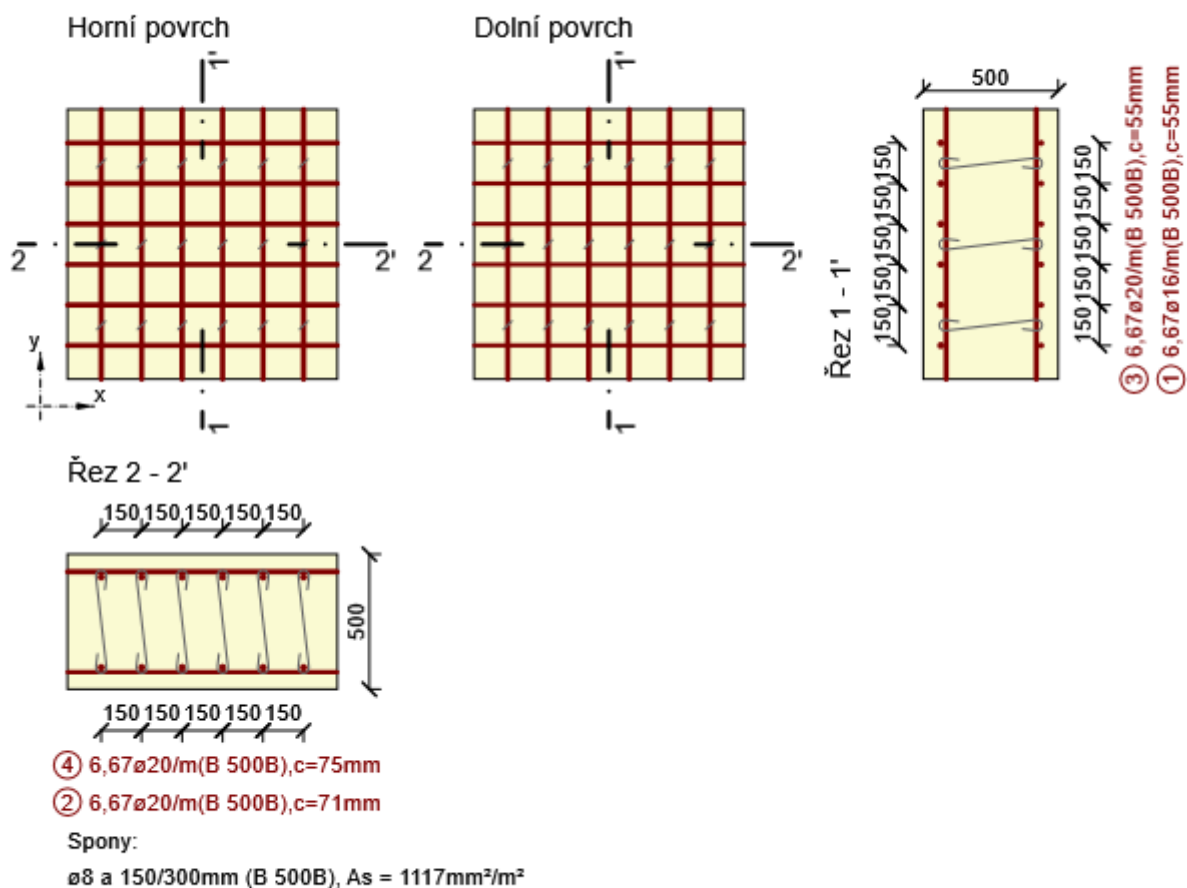 Horní povrch
Dolní povrch
1'
1'
500
2
2'
2
2'
y
x
1
1
150 150 150 150 150
150 150 150 150 150
Řez 1 - 1'
③ 6,67ø20/m(B 500B),c=55mm
① 6,67ø16/m(B 500B),c=55mm
Řez 2 - 2'
150 150 150 150 150
500
150 150 150 150 150
④ 6,67ø20/m(B 500B),c=75mm
② 6,67ø20/m(B 500B),c=71mm
Spony:
ø8 a 150/300mm (B 500B), As = 1117mm²/m²